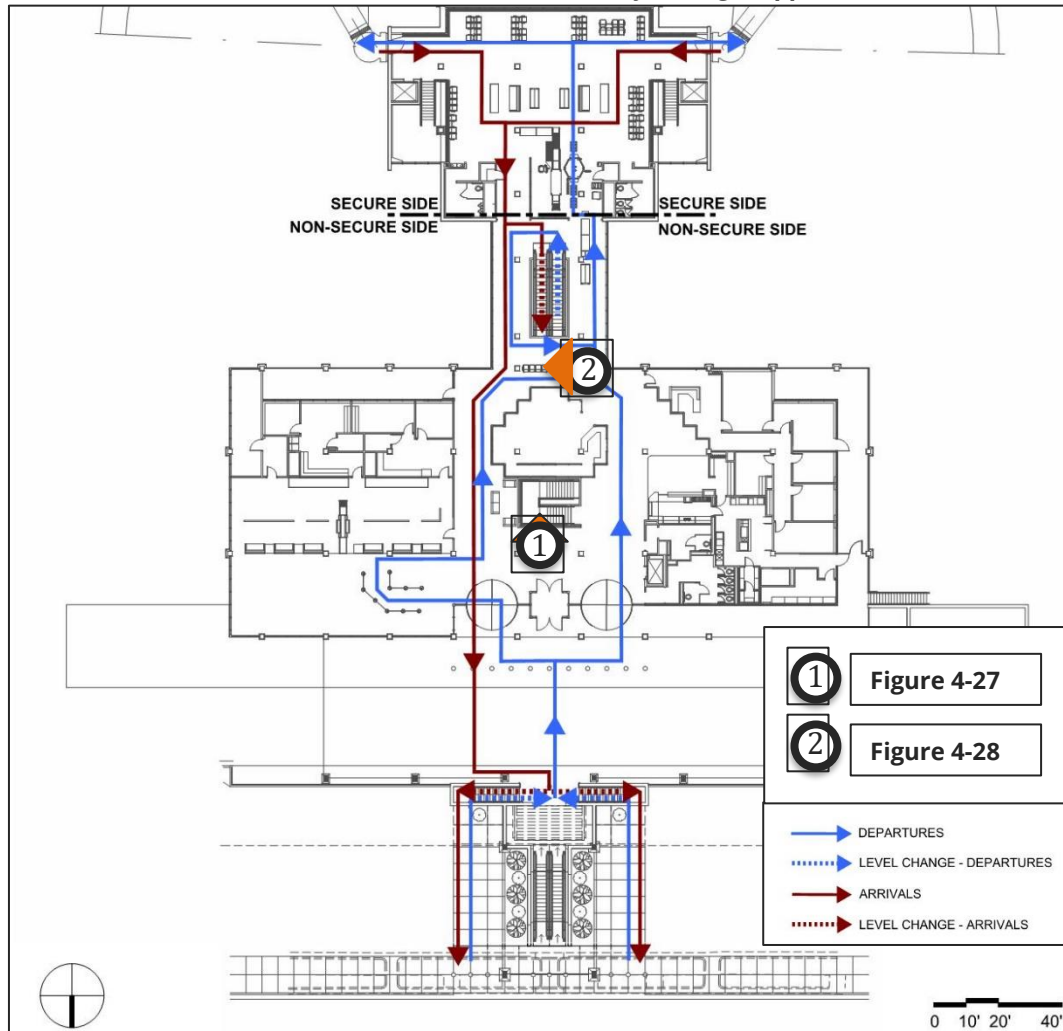 SECURE SIDE
SECURE SIDE
NON-SECURE SIDE
NON-SECURE SIDE
2
1
1
Figure 4-27
2
Figure 4-28
DEPARTURES
LEVEL CHANGE - DEPARTURES
ARRIVALS
LEVEL CHANGE - ARRIVALS
0 10' 20' 40'